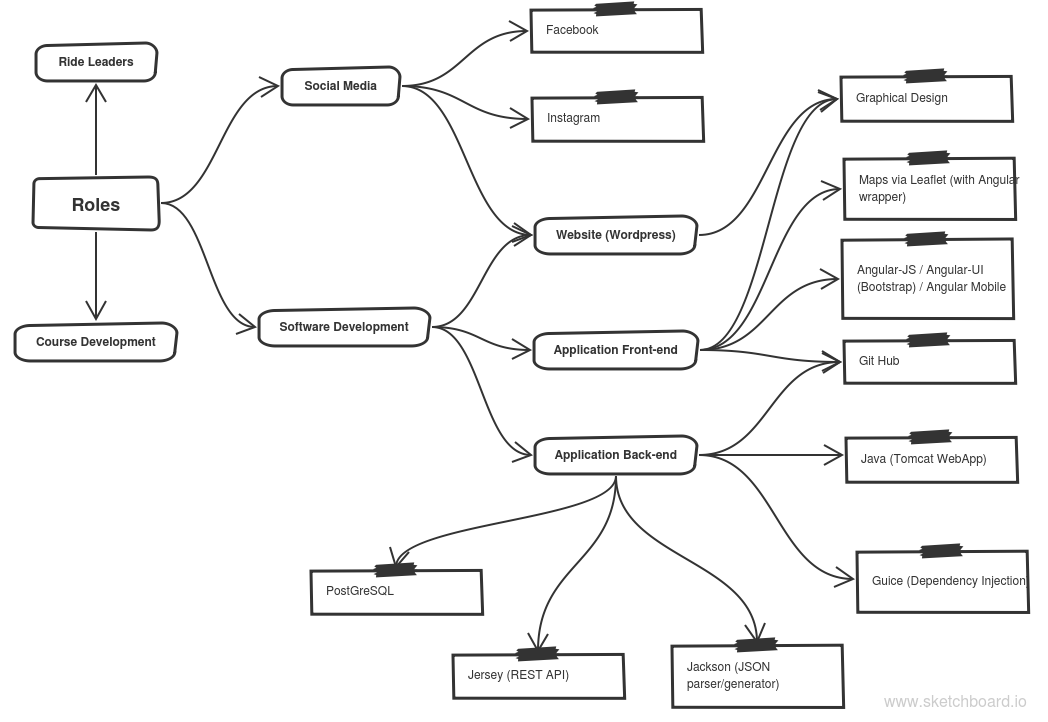 Facebook
Ride Leaders
Social Media
Graphical Design
Instagram
Maps via Leaflet (with Angular
wrapper)
Roles
Website (Wordpress)
Angular-JS / Angular-UI
(Bootstrap) / Angular Mobile
Software Development
Course Development
Application Front-end
Git Hub
Application Back-end
Java (Tomcat WebApp)
Guice (Dependency Injection
PostGreSQL
Jersey (REST API)
Jackson (JSON
parser/generator)
www.sketchboard.io